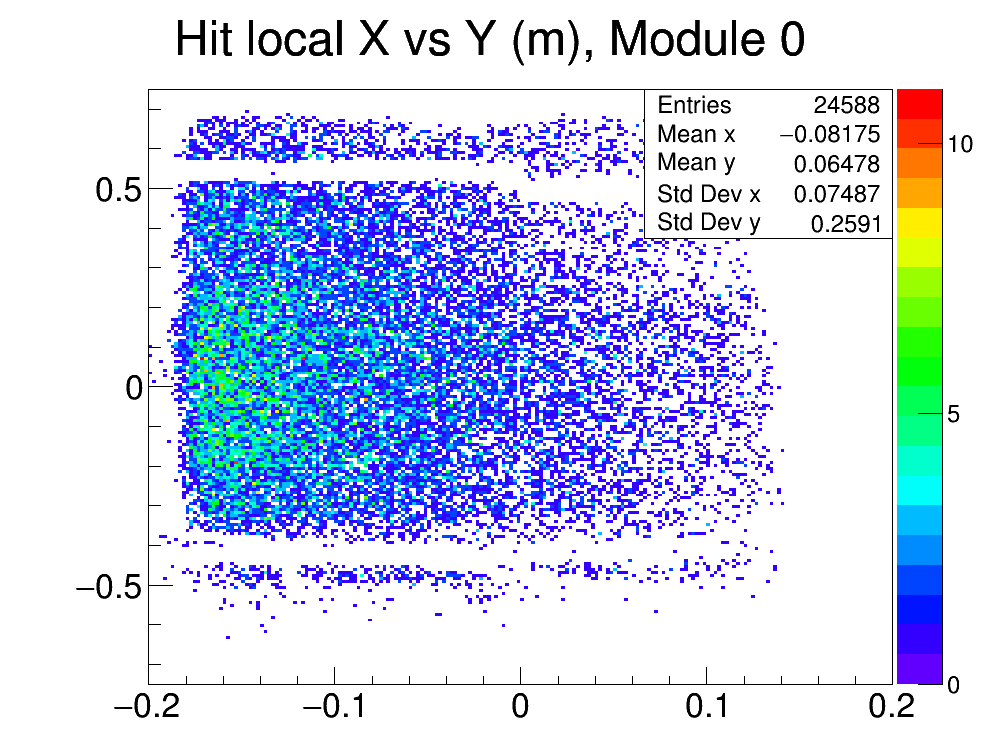 Hit local X vs Y (m), Module 0
Entries 24588
Mean x −0.08175
Mean y 0.06478
Std Dev x 0.07487
Std Dev y 0.2591
10
0.5
0
5
−0.5
0
−0.2 −0.1 0 0.1 0.2